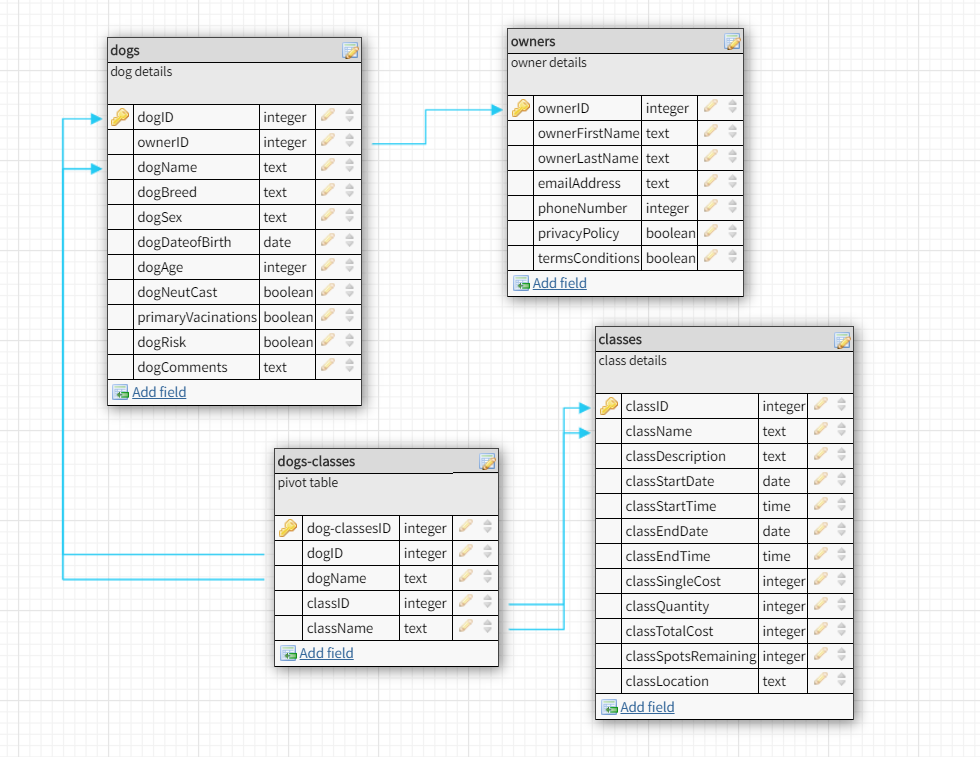 dogs
dog details
dogID integer
ownerID integer
dogName text
dogBreed text
dogSex text
dogDateofBirth date
dogAge integer
dogNeutCast boolean
primaryVacinations boolean
dogRisk boolean
dogComments text
Add field
owners
owner details
ownerID integer
ownerFirstName text
ownerLastName text
emailAddress text
phoneNumber integer
privacyPolicy boolean
termsConditions boolean
Add field
classes
class details
classID integer
className text
classDescription text
classStartDate date
classStartTime time
classEndDate date
classEndTime time
classSingleCost integer
classQuantity integer
classTotalCost integer
classSpotsRemaining integer
classLocation text
Add field
dogs-classes
pivot table
dog-classesID integer
dogID integer
dogName text
classID integer
className text
Add field